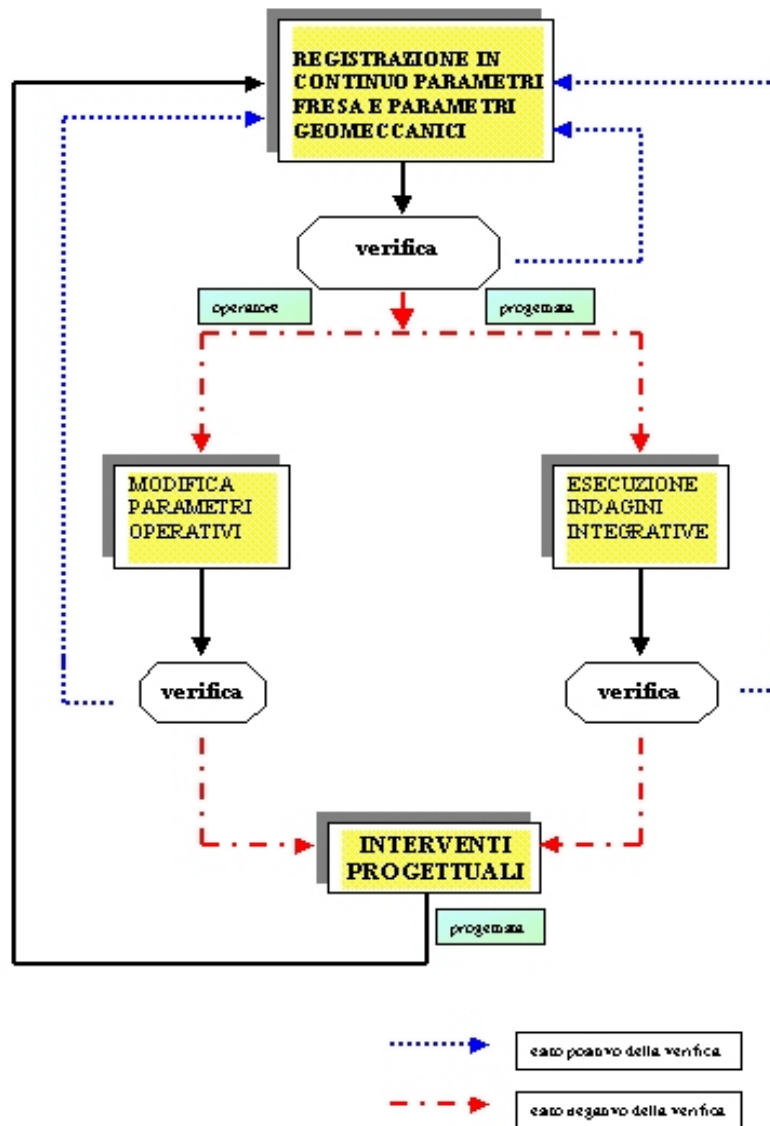 REGISTRAZIONE IN
CONTINUO PARAMETRI
FRESA E PARAMETRI
GEOMECCANICI
verifica
operatore
progettista
MODIFICA
PARAMETRI
OPERATIVI
ESECUZIONE
INDAGINI
INTEGRATIVE
verifica
verifica
INTERVENTI
PROGETTUALI
progettista
esito positivo della verifica
esito negativo della verifica